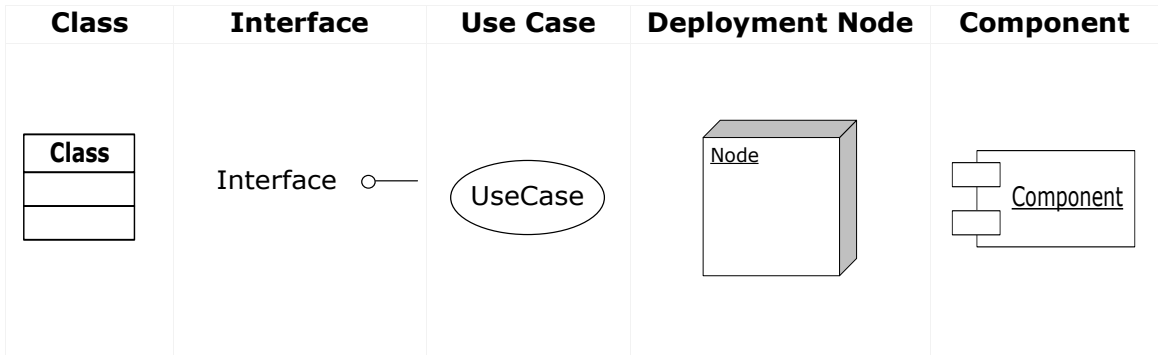 Class Interface Use Case Deployment Node Component
Class
Interface
UseCase
Node
Component